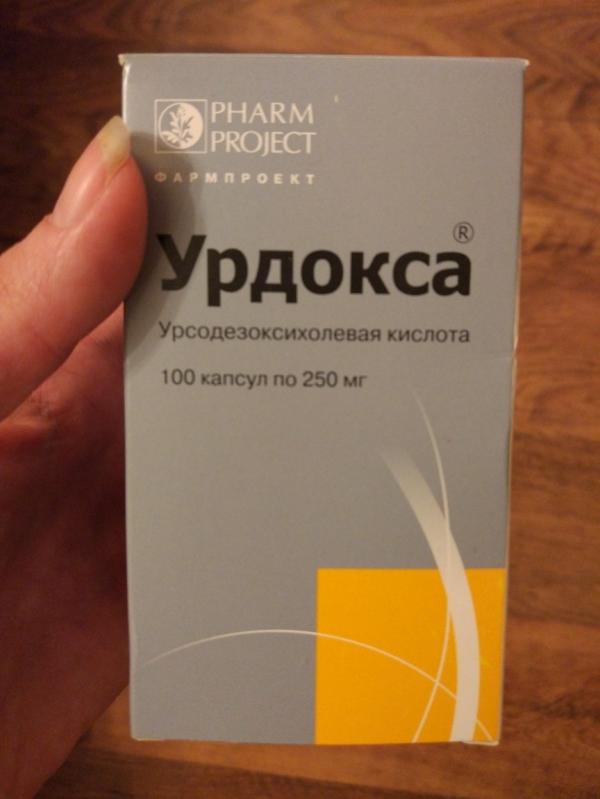 PHARM
PROJECT
ФАРМПРОЕКТ
Урдокса®
Урсодезоксихолевая кислота
100 капсул по 250 мг